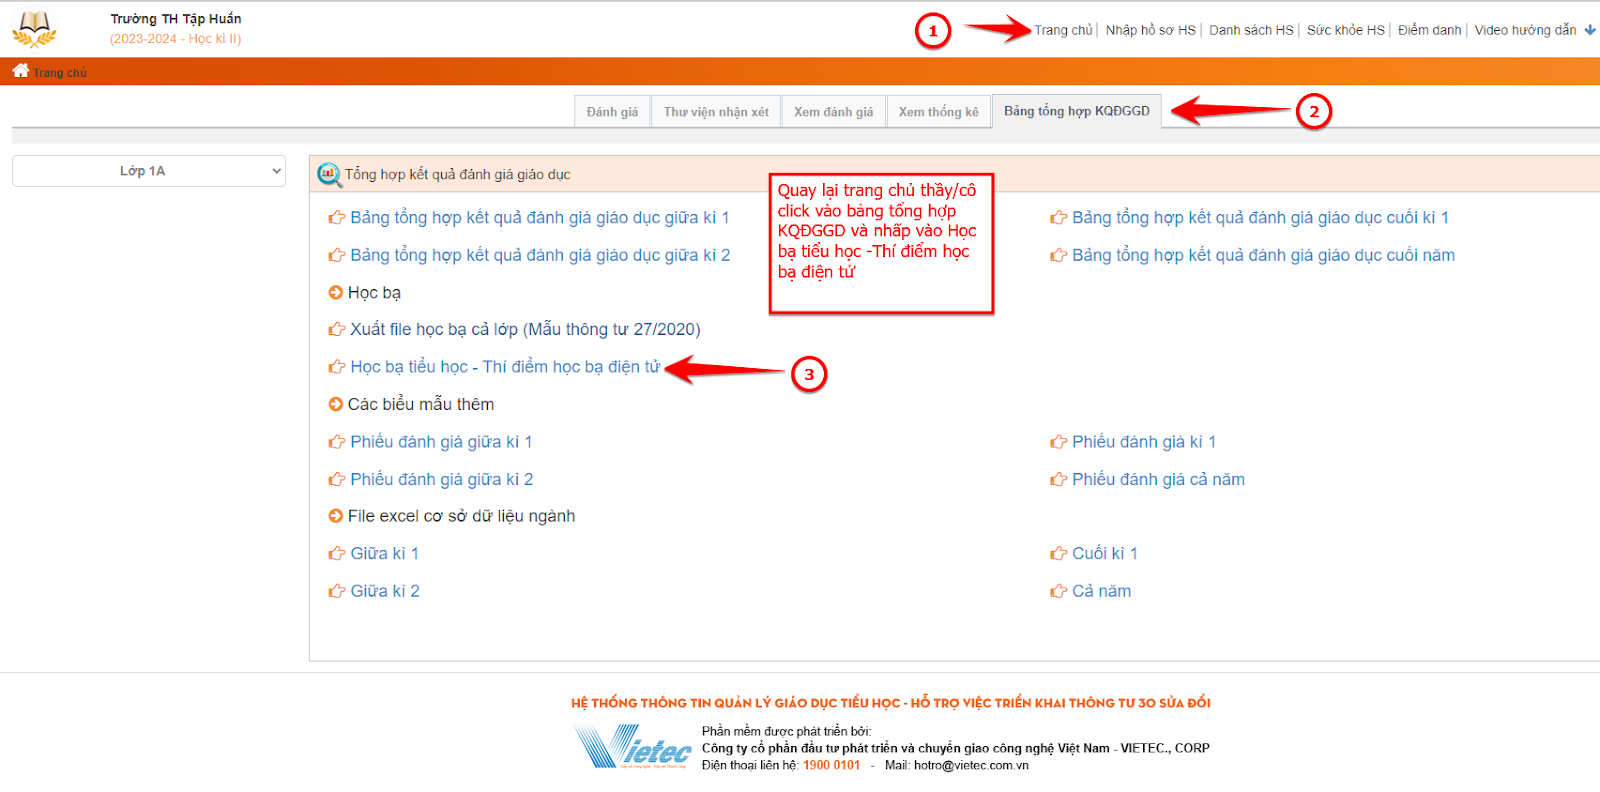 Trường TH Tập Huấn
(2023-2024 - Học kì II)
1
Trang chủ | Nhập hồ sơ HS | Danh sách HS | Sức khỏe HS | Điểm danh | Video hướng dẫn
Trang chủ
Đánh giá
Thư viện nhận xét
Xem đánh giá
Xem thống kê
Bảng tổng hợp KQĐGGD
2
Lớp 1A
Tổng hợp kết quả đánh giá giáo dục
Quay lại trang chủ thầy/cô
click vào bảng tổng hợp
KQĐGGD và nhấp vào Học
bạ tiểu học -Thí điểm học
bạ điện tử
Bảng tổng hợp kết quả đánh giá giáo dục giữa kì 1
Bảng tổng hợp kết quả đánh giá giáo dục cuối kì 1
Bảng tổng hợp kết quả đánh giá giáo dục giữa kì 2
Bảng tổng hợp kết quả đánh giá giáo dục cuối năm
Học bạ
Xuất file học bạ cả lớp (Mẫu thông tư 27/2020)
Học bạ tiểu học - Thí điểm học bạ điện tử
3
Các biểu mẫu thêm
Phiếu đánh giá giữa kì 1
Phiếu đánh giá kì 1
Phiếu đánh giá giữa kì 2
Phiếu đánh giá cả năm
File excel cơ sở dữ liệu ngành
Giữa kì 1
Cuối kì 1
Giữa kì 2
Cả năm
HỆ THỐNG THÔNG TIN QUẢN LÝ GIÁO DỤC TIỂU HỌC - HỖ TRỢ VIỆC TRIỂN KHAI THÔNG TƯ 30 SỬA ĐỔI
Vietec
Phần mềm được phát triển bởi:
Công ty cổ phần đầu tư phát triển và chuyển giao công nghệ Việt Nam - VIETEC., CORP
Điện thoại liên hệ: 1900 0101 - Mail: hotro@vietec.com.vn